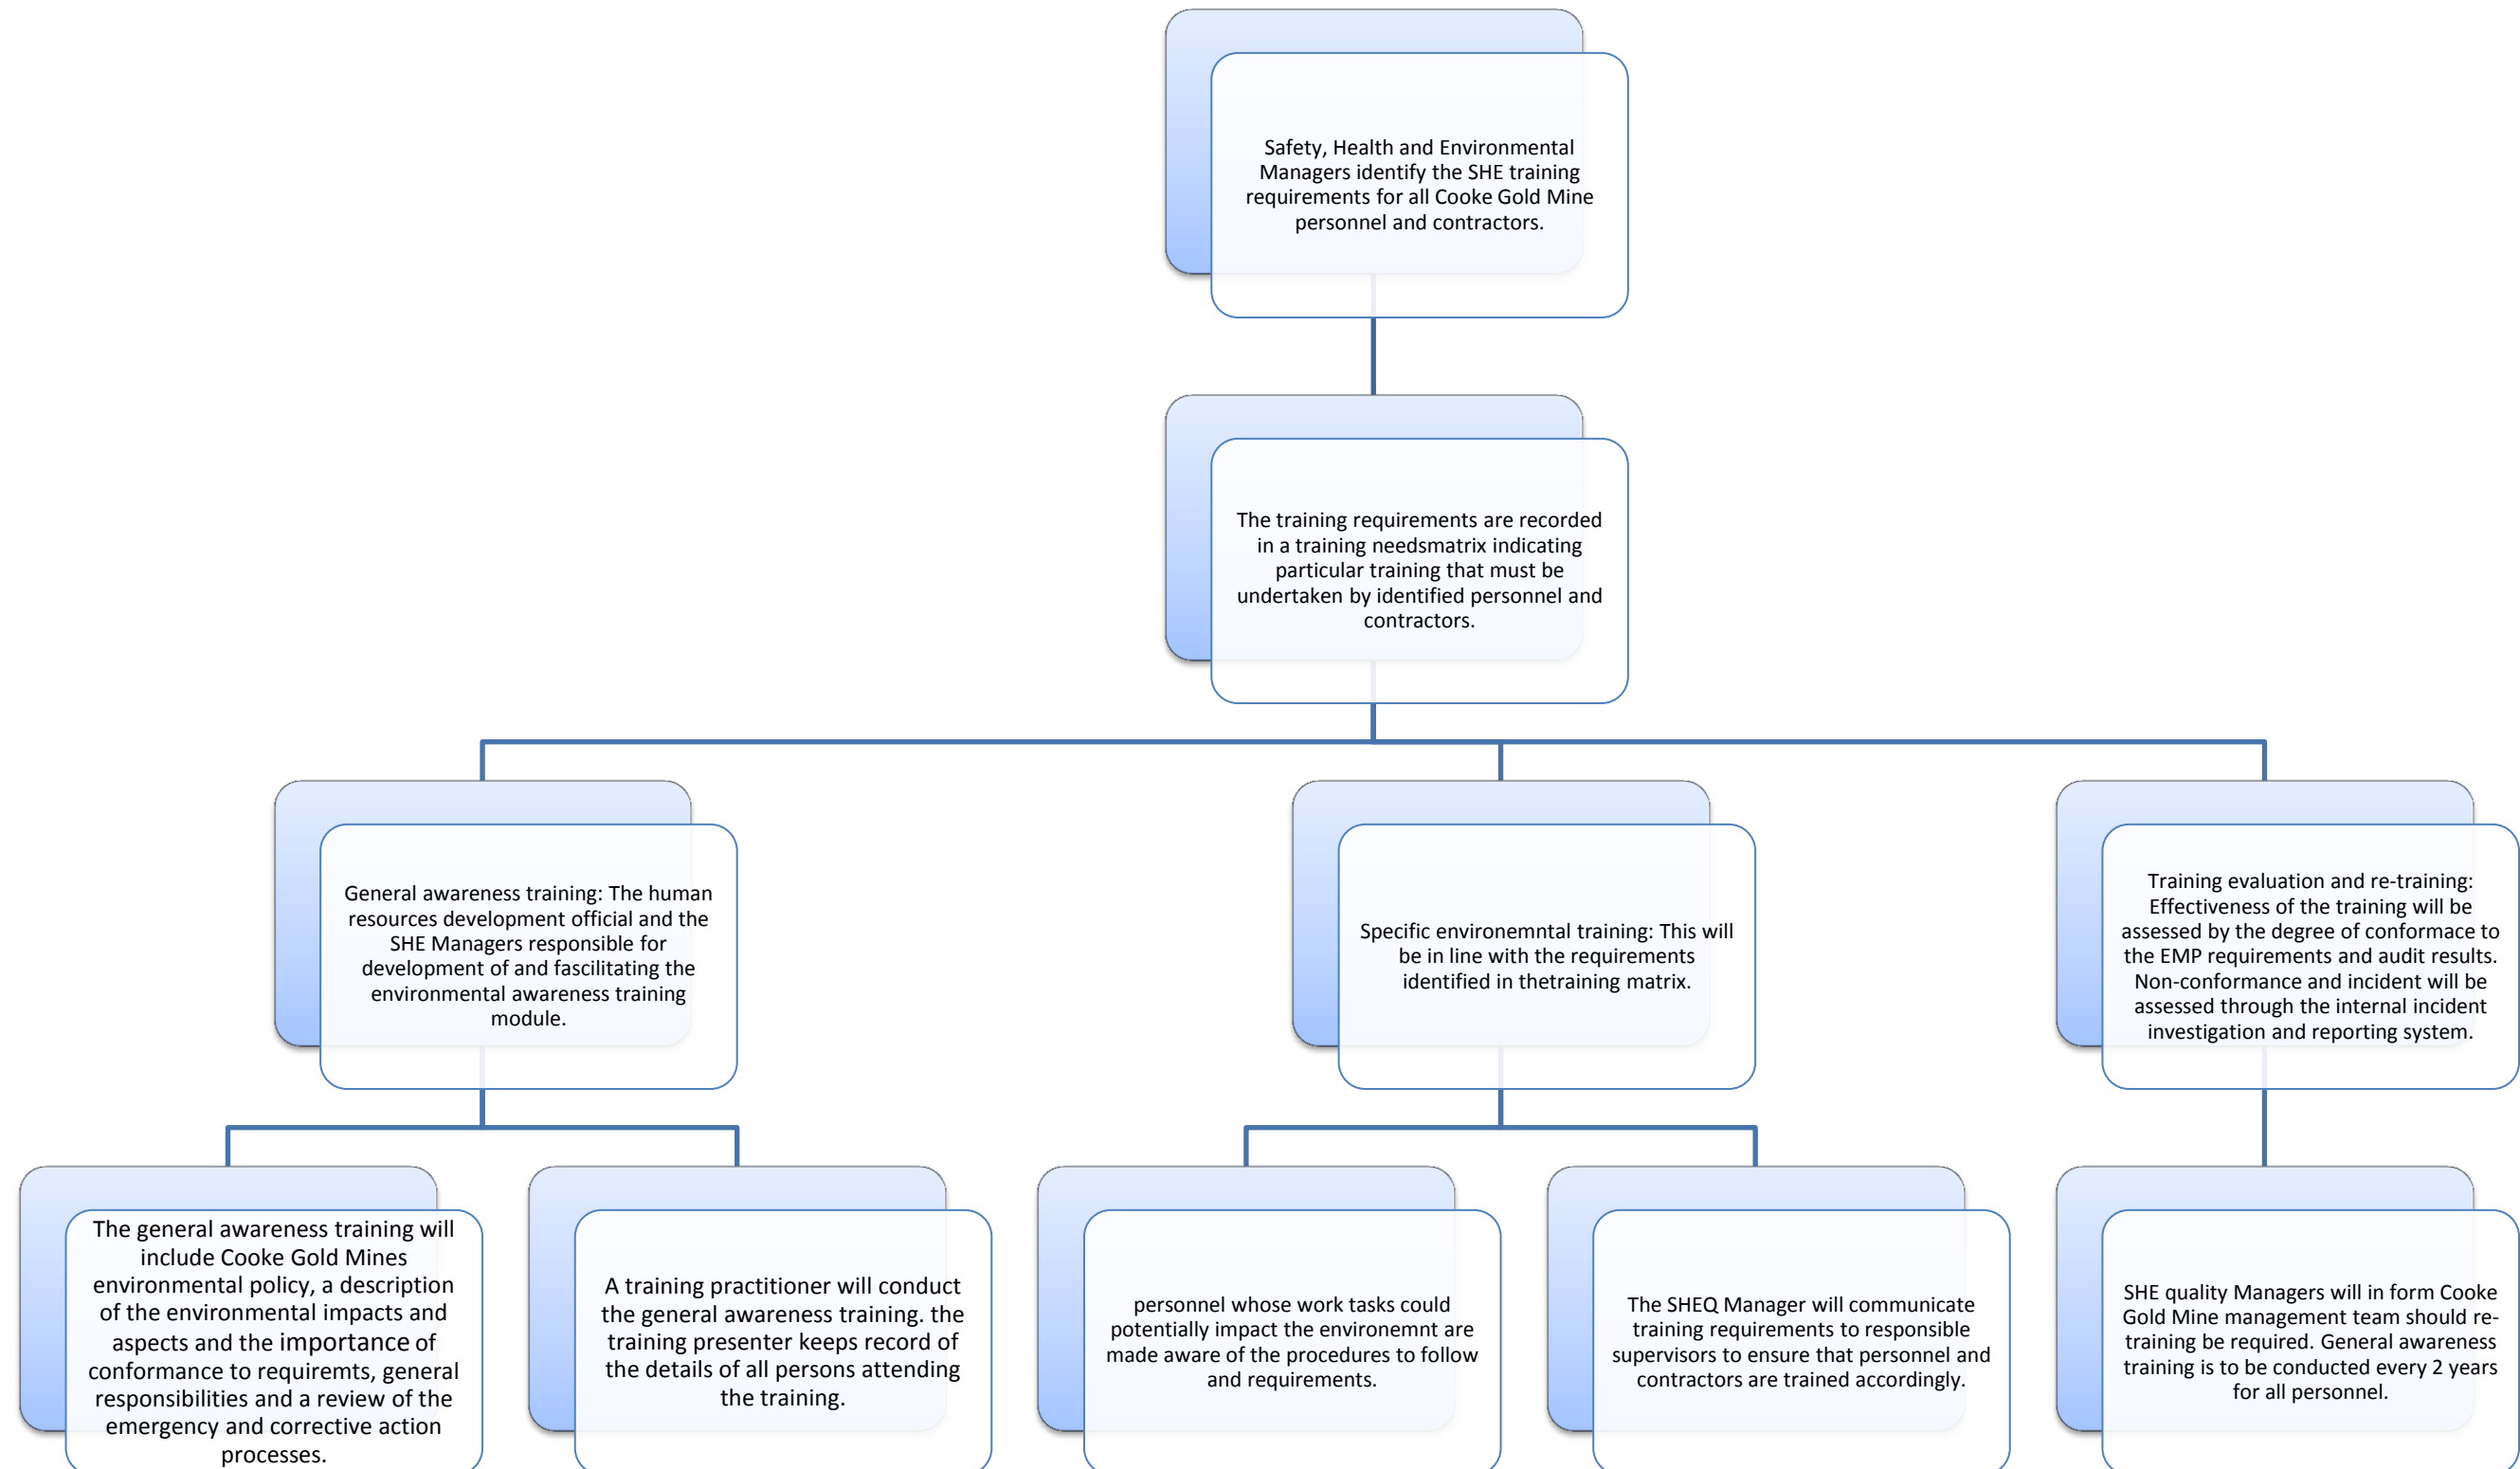 Safety, Health and Environmental
Managers identify the SHE training
requirements for all Cooke Gold Mine
personnel and contractors.
The training requirements are recorded
in a training needsmatrix indicating
particular training that must be
undertaken by identified personnel and
contractors.
General awareness training: The human
resources development official and the
SHE Managers responsible for
development of and fascilitating the
environmental awareness training
module.
Specific environemntal training: This will
be in line with the requirements
identified in thetraining matrix.
Training evaluation and re-training:
Effectiveness of the training will be
assessed by the degree of conformace to
the EMP requirements and audit results.
Non-conformance and incident will be
assessed through the internal incident
investigation and reporting system.
The general awareness training will
include Cooke Gold Mines
environmental policy, a description
of the environmental impacts and
aspects and the importance of
conformance to requiremts, general
responsibilities and a review of the
emergency and corrective action
processes.
A training practitioner will conduct
the general awareness training. the
training presenter keeps record of
the details of all persons attending
the training.
personnel whose work tasks could
potentially impact the environemnt are
made aware of the procedures to follow
and requirements.
The SHEQ Manager will communicate
training requirements to responsible
supervisors to ensure that personnel and
contractors are trained accordingly.
SHE quality Managers will in form Cooke
Gold Mine management team should re-
training be required. General awareness
training is to be conducted every 2 years
for all personnel.